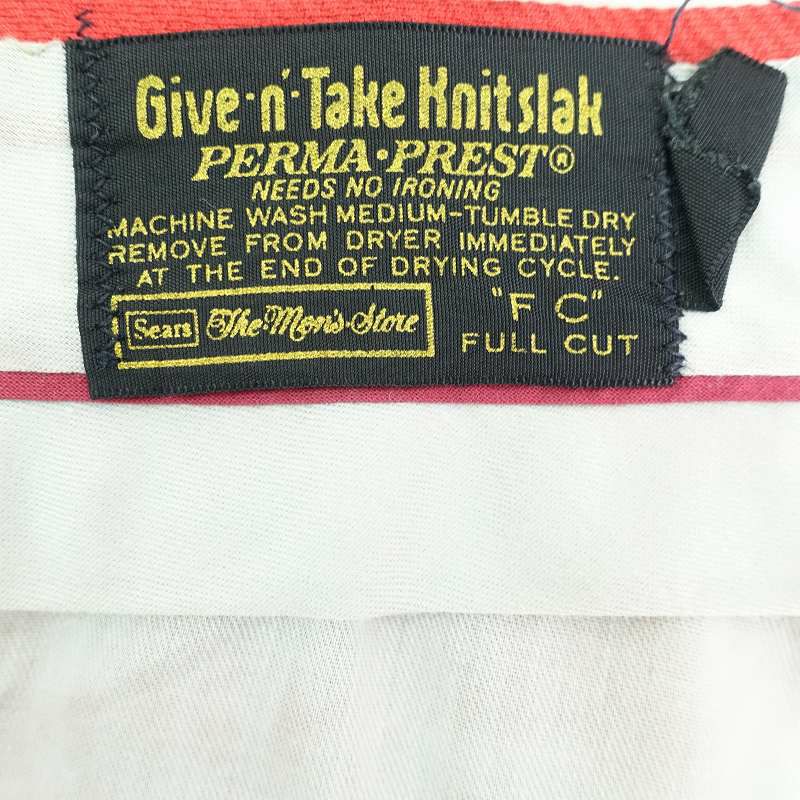 Give·n'·Take Knitslak
PERMA·PREST®
NEEDS NO IRONING
MACHINE WASH MEDIUM-TUMBLE DRY
REMOVE FROM DRYER IMMEDIATELY
AT THE END OF DRYING CYCLE.
Sears The·Men's·Store
"F C"
FULL CUT